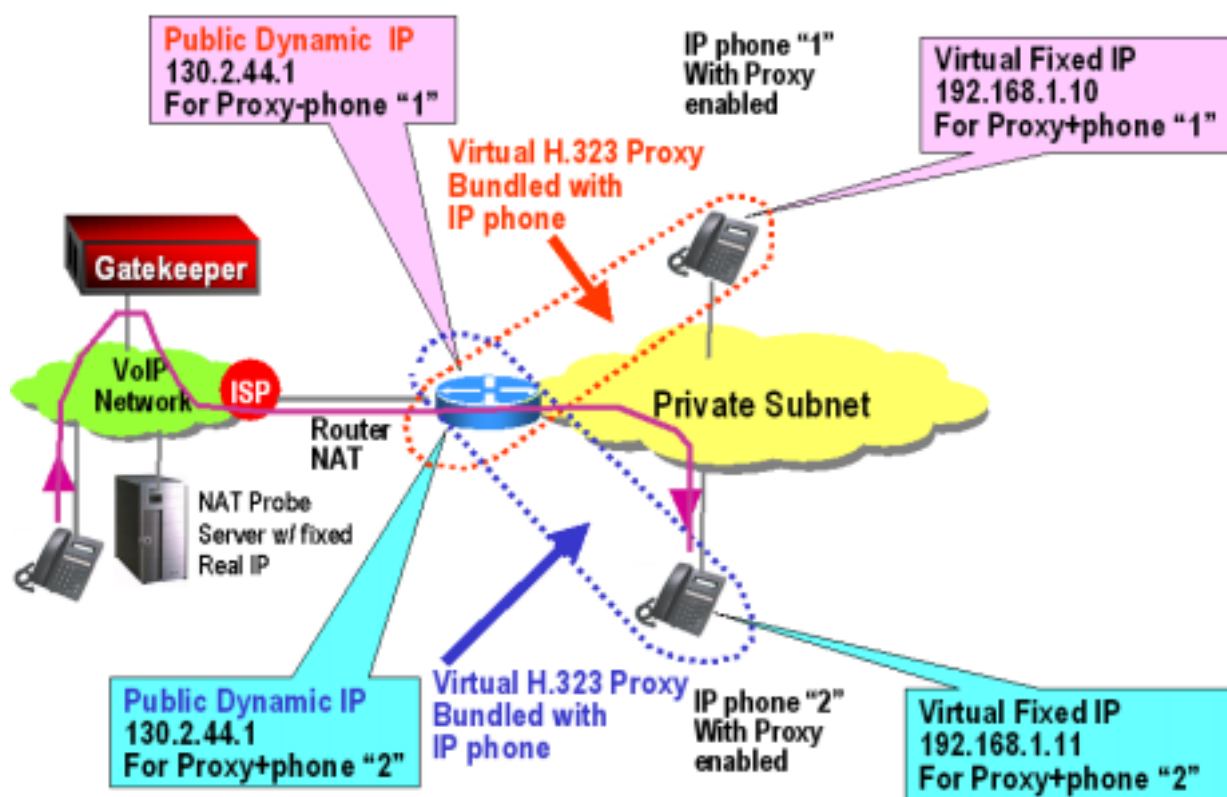 Public Dynamic IP
130.2.44.1
For Proxy-phone “1”
IP phone “1”
With Proxy
enabled
Virtual Fixed IP
192.168.1.10
For Proxy+phone “1”
Virtual H.323 Proxy
Bundled with
IP phone
Gatekeeper
VoIP
Network
ISP
Router
NAT
Private Subnet
NAT Probe
Server w/ fixed
Real IP
Public Dynamic IP
130.2.44.1
For Proxy+phone “2”
Virtual H.323 Proxy
Bundled with
IP phone
IP phone “2”
With Proxy
enabled
Virtual Fixed IP
192.168.1.11
For Proxy+phone “2”